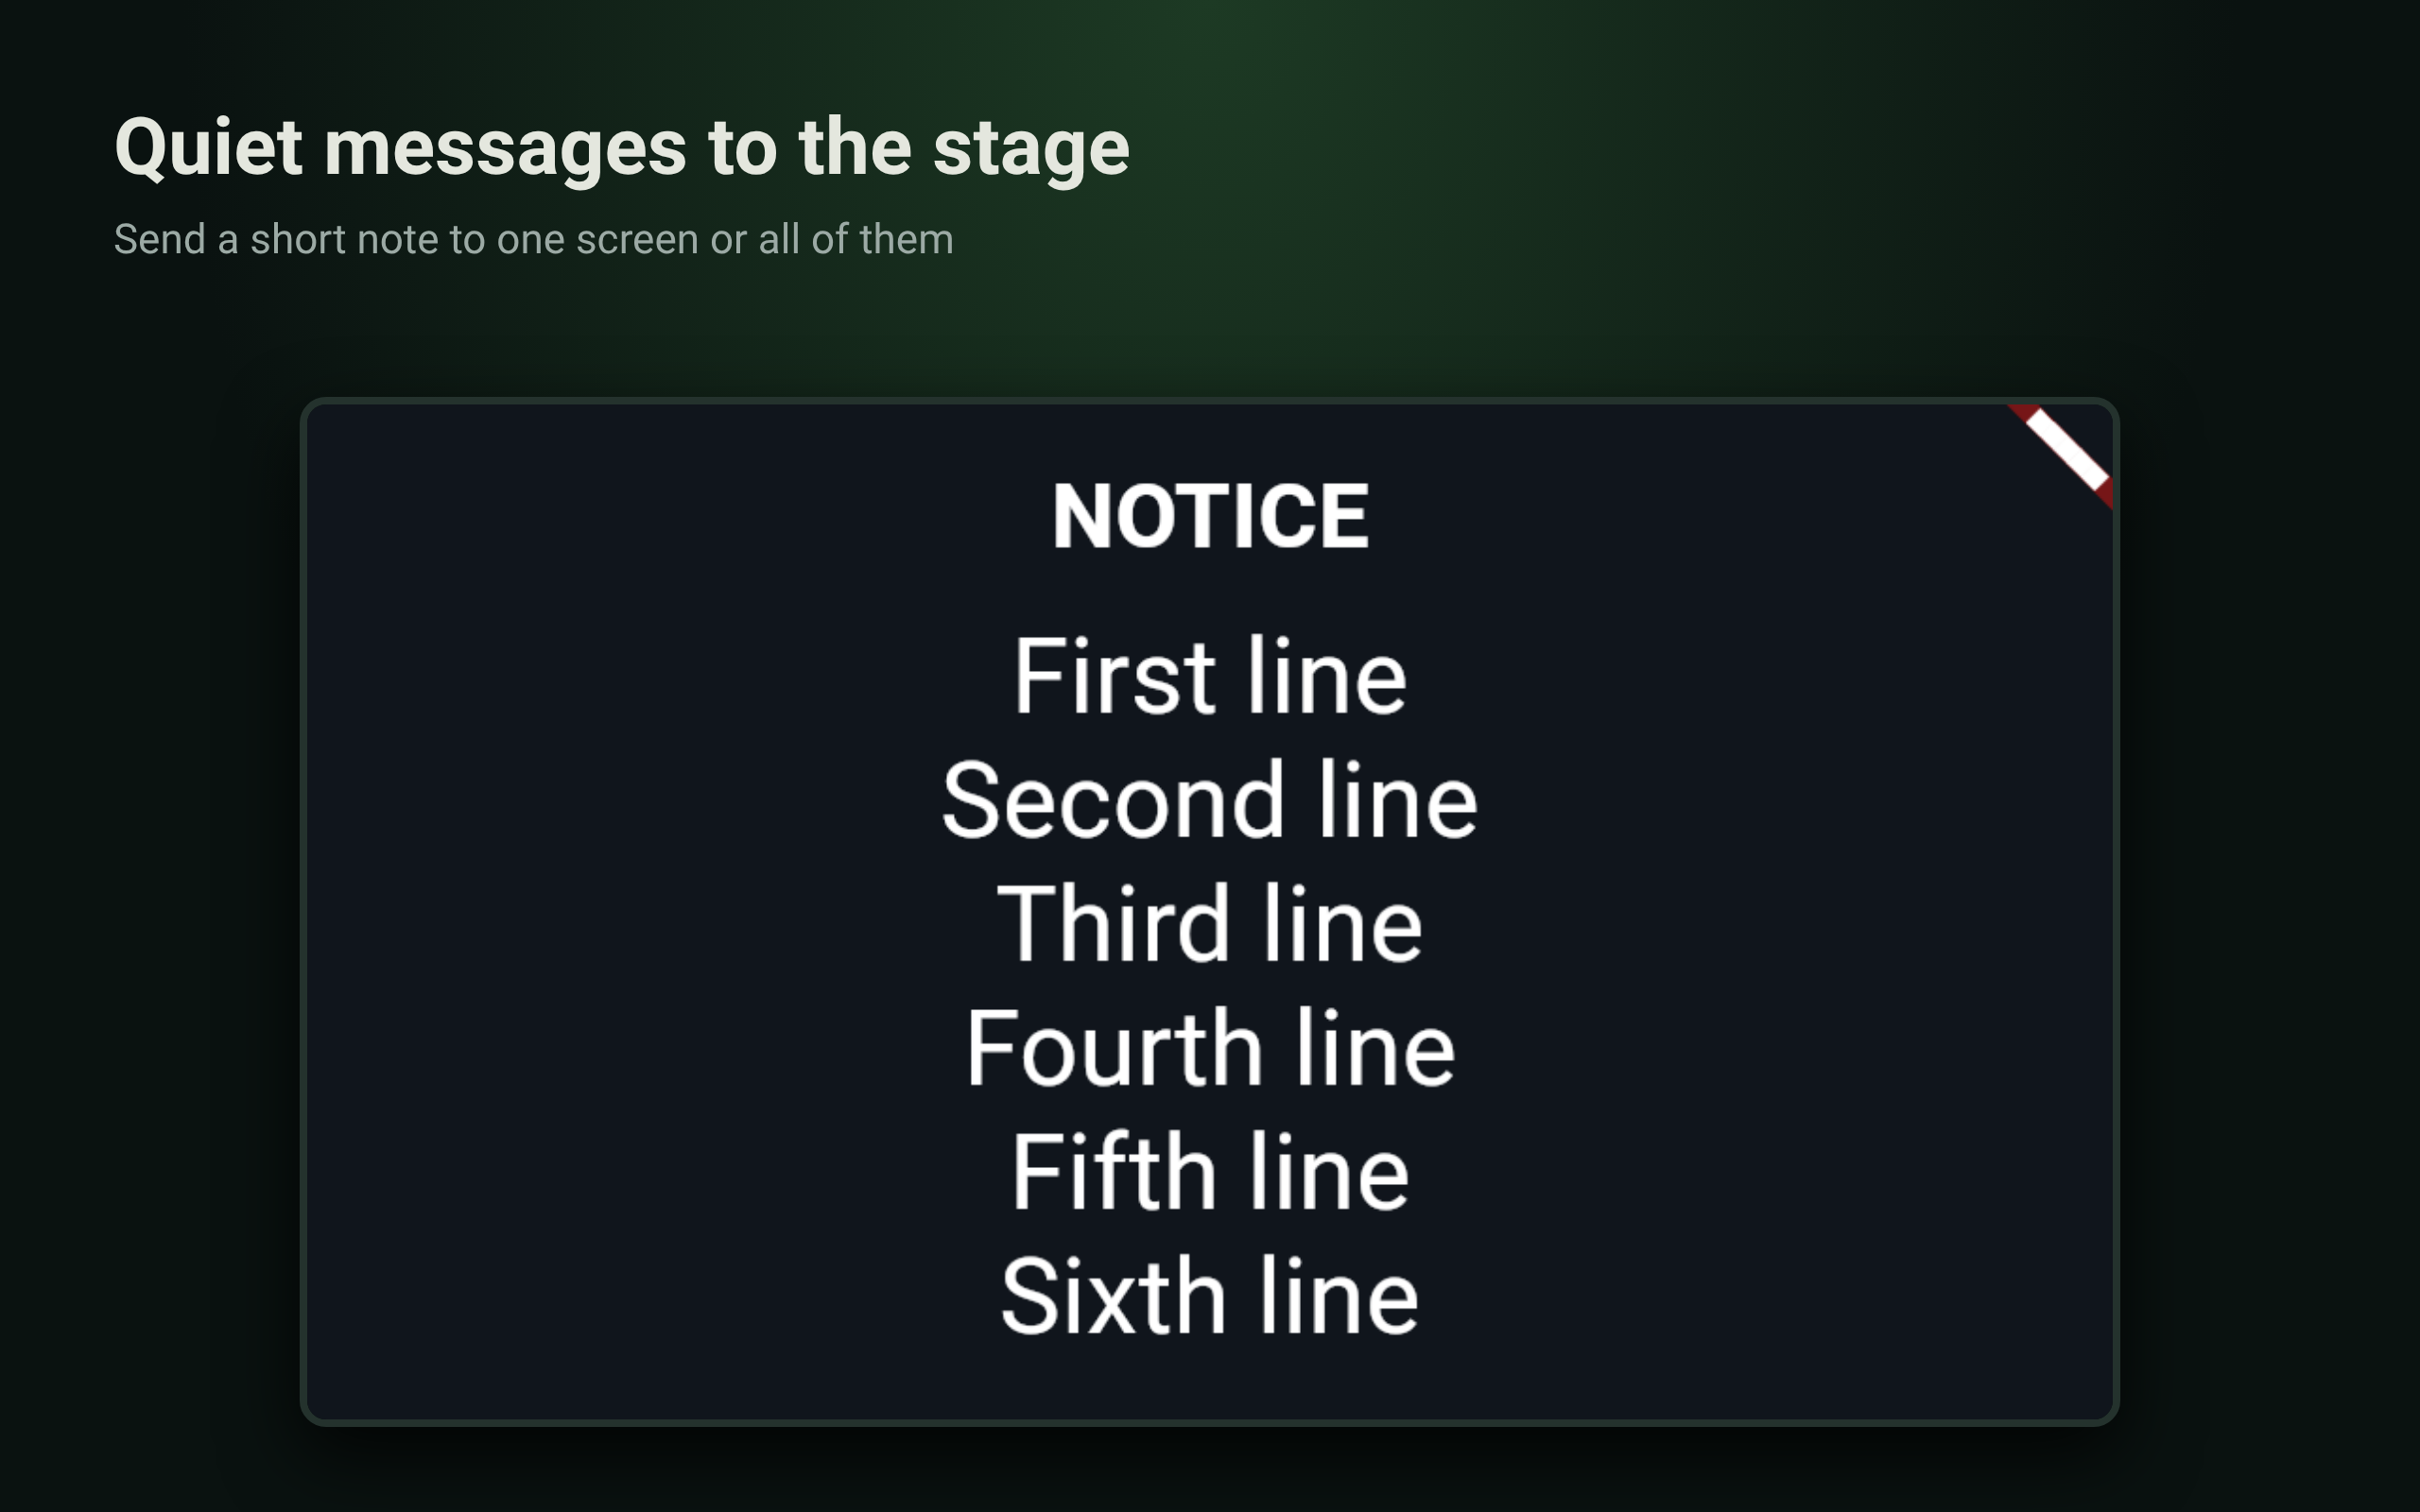 Quiet messages to the stage
Send a short note to one screen or all of them
NOTICE
First line
Second line
Third line
Fourth line
Fifth line
Sixth line